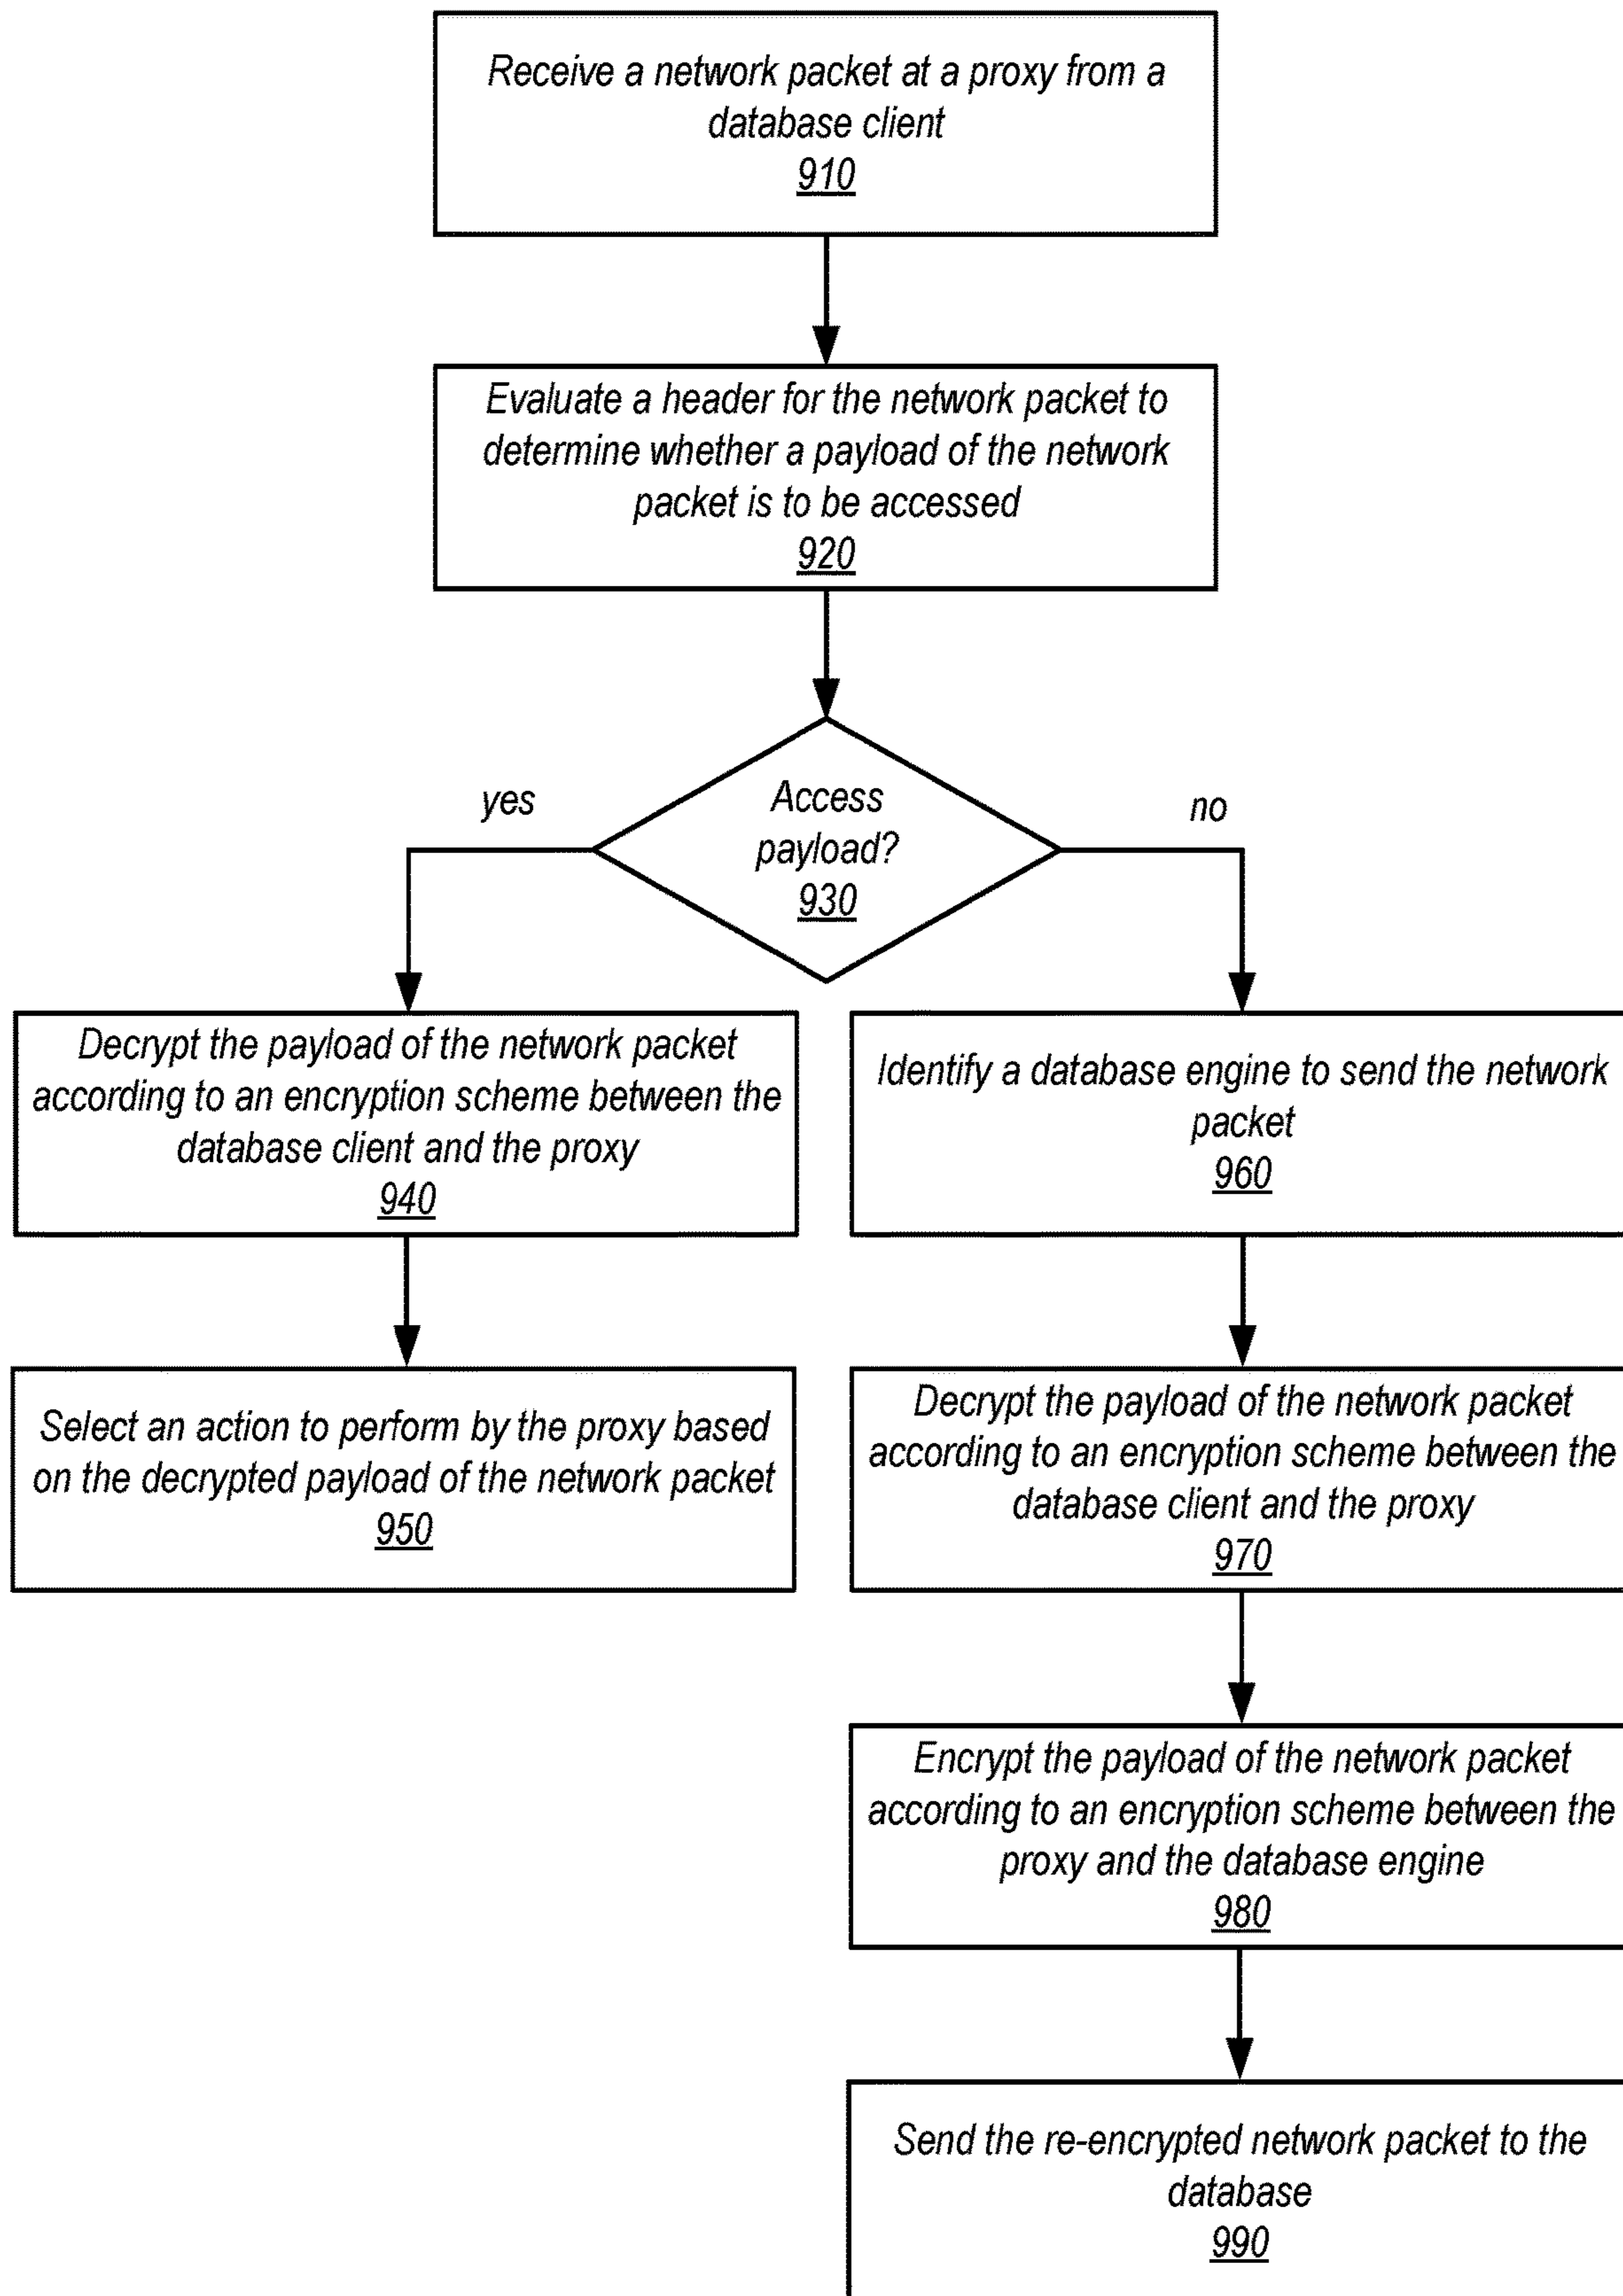 Receive a network packet at a proxy from a
database client
910
Evaluate a header for the network packet to
determine whether a payload of the network
packet is to be accessed
920
yes
Access
payload?
930
no
Decrypt the payload of the network packet
according to an encryption scheme between the
database client and the proxy
940
Identify a database engine to send the network
packet
960
Select an action to perform by the proxy based
on the decrypted payload of the network packet
950
Decrypt the payload of the network packet
according to an encryption scheme between the
database client and the proxy
970
Encrypt the payload of the network packet
according to an encryption scheme between the
proxy and the database engine
980
Send the re-encrypted network packet to the
database
990